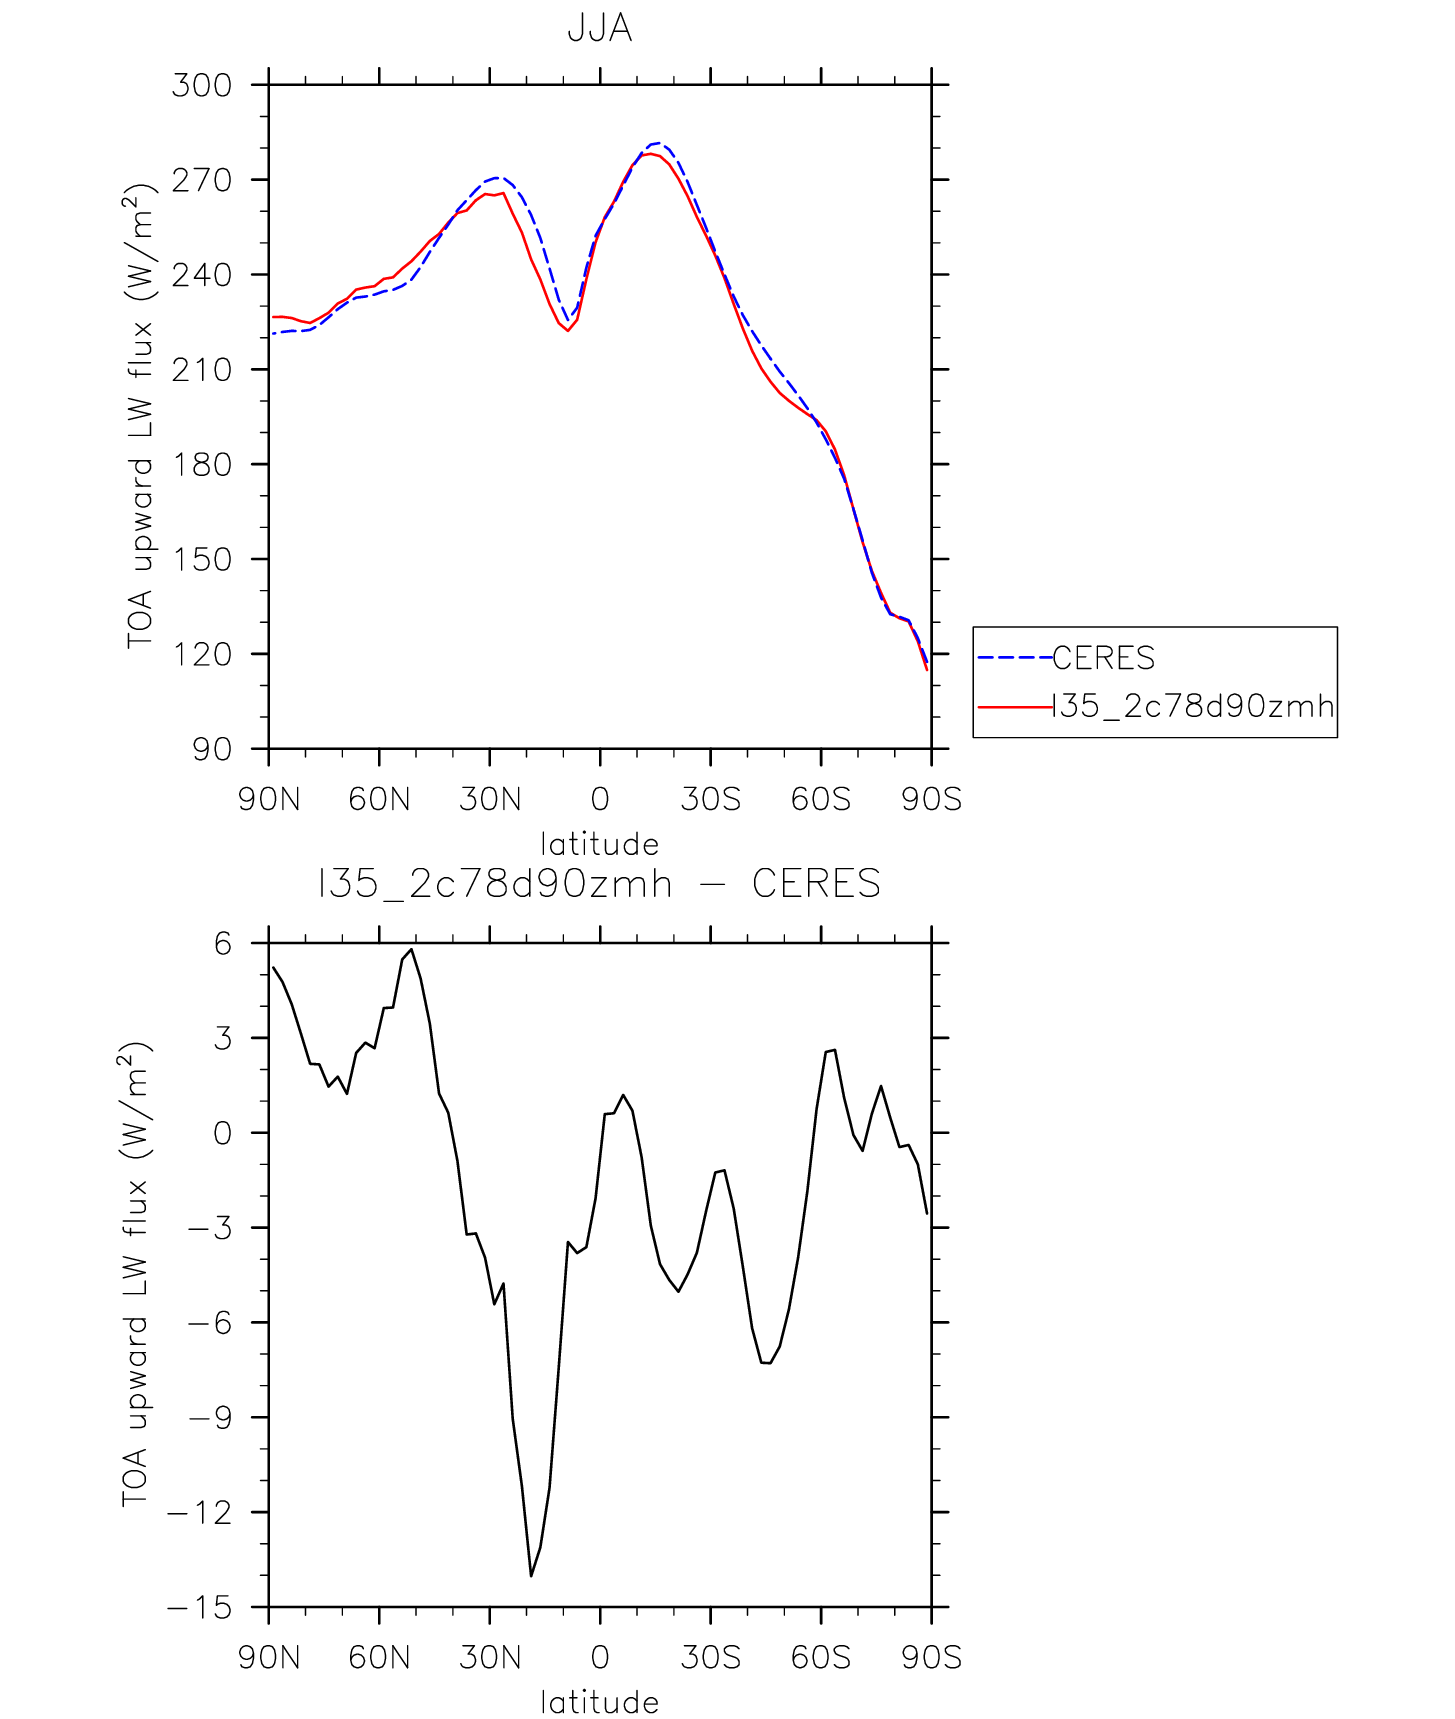 JJA
300
270
240
210
180
150
120
90
TOA upward LW flux (W/m²)
90N 60N 30N 0 30S 60S 90S
latitude
CERES
I35_2c78d90zmh
I35_2c78d90zmh - CERES
6
3
0
-3
-6
-9
-12
-15
TOA upward LW flux (W/m²)
90N 60N 30N 0 30S 60S 90S
latitude